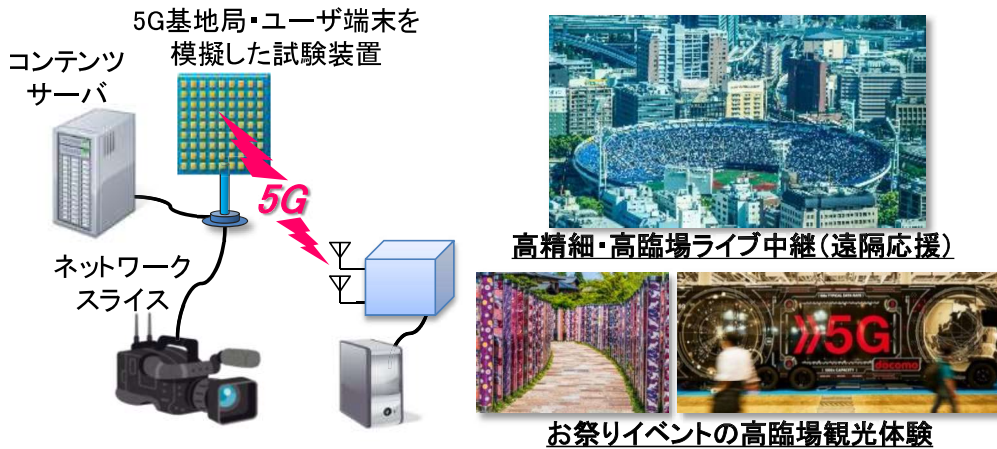 5G基地局・ユーザ端末を
模擬した試験装置
コンテンツ
サーバ
5G
ネットワーク
スライス
高精細・高臨場ライブ中継（遠隔応援）
5G
docomo
お祭りイベントの高臨場観光体験